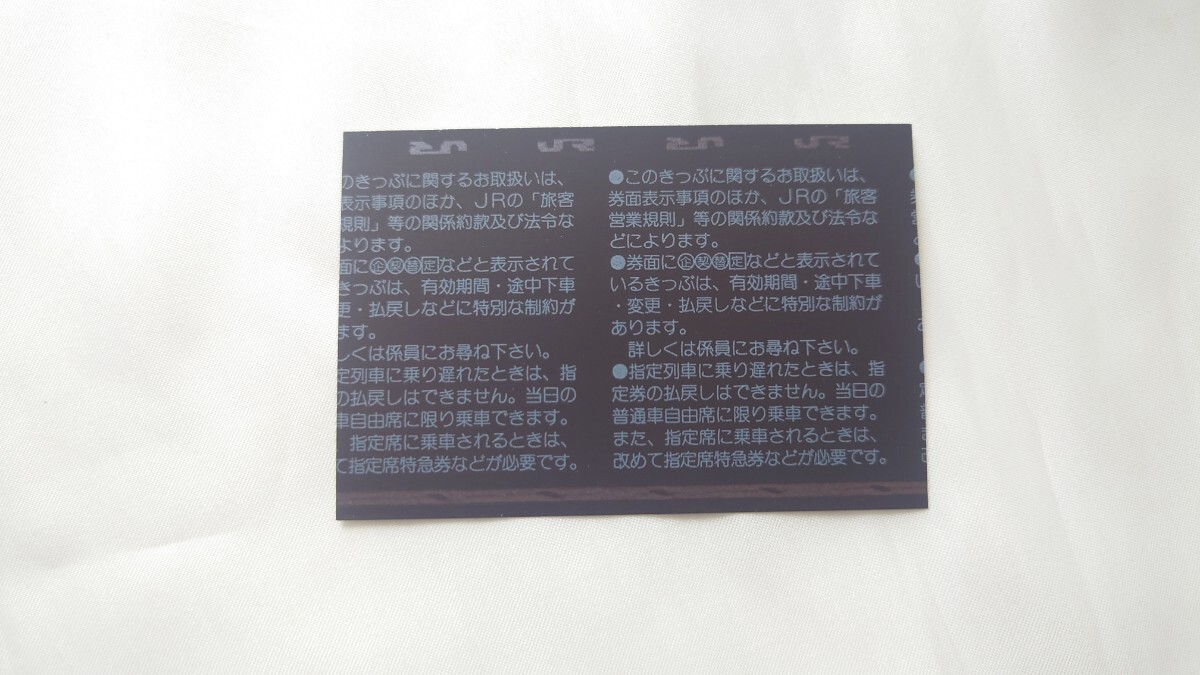 JR JR JR JR
のきっぷに関するお取扱いは、
表示事項のほか、JRの「旅客
規則」等の関係約款及び法令な
よります。
面に企契替定などと表示されて
きっぷは、有効期間・途中下車
更・払戻しなどに特別な制約が
ます。
しくは係員にお尋ね下さい。
定列車に乗り遅れたときは、指
の払戻しはできません。当日の
車自由席に限り乗車できます。
、指定席に乗車されるときは、
て指定席特急券などが必要です。
●このきっぷに関するお取扱いは、
券面表示事項のほか、JRの「旅客
営業規則」等の関係約款及び法令な
どによります。
●券面に企契替定などと表示されて
いるきっぷは、有効期間・途中下車
・変更・払戻しなどに特別な制約が
あります。
詳しくは係員にお尋ね下さい。
●指定列車に乗り遅れたときは、指
定券の払戻しはできません。当日の
普通車自由席に限り乗車できます。
また、指定席に乗車されるときは、
改めて指定席特急券などが必要です。